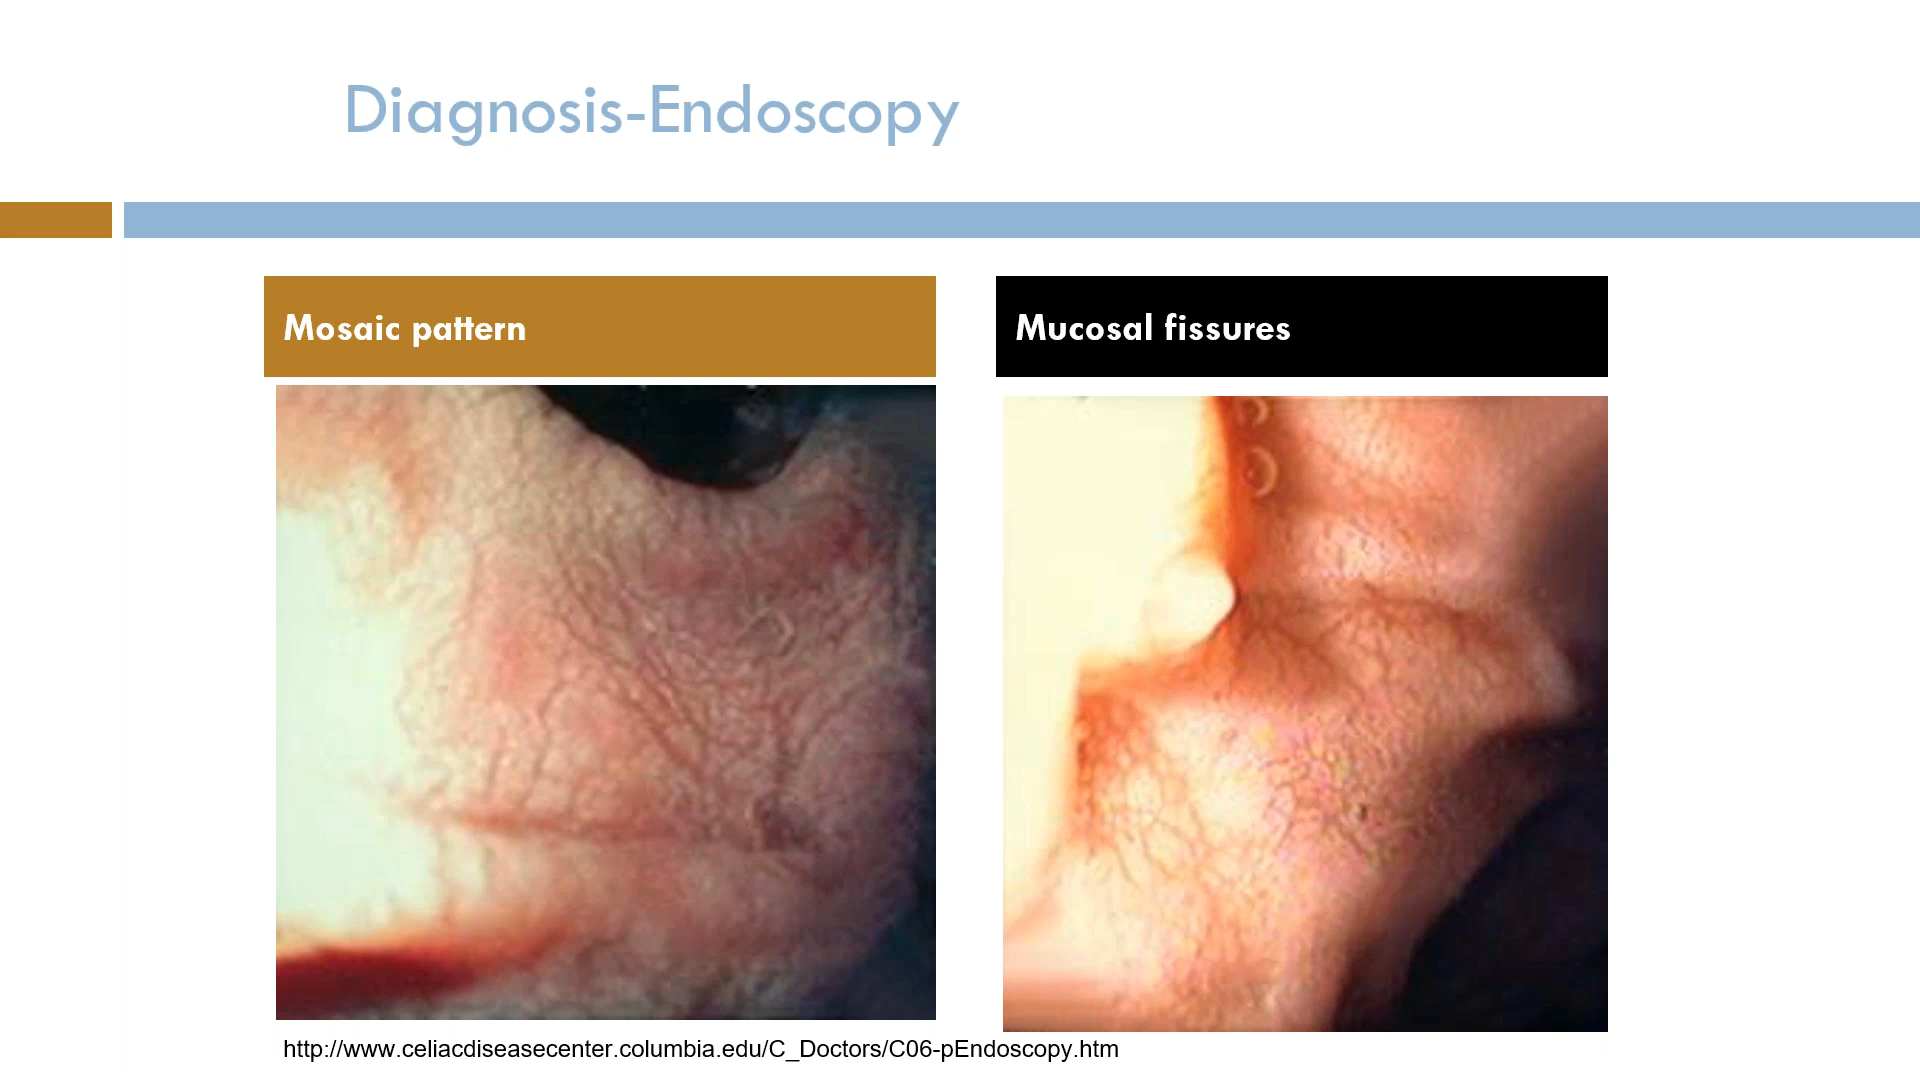 Diagnosis-Endoscopy
Mosaic pattern
Mucosal fissures
http://www.celiacdiseasecenter.columbia.edu/C_Doctors/C06-pEndoscopy.htm